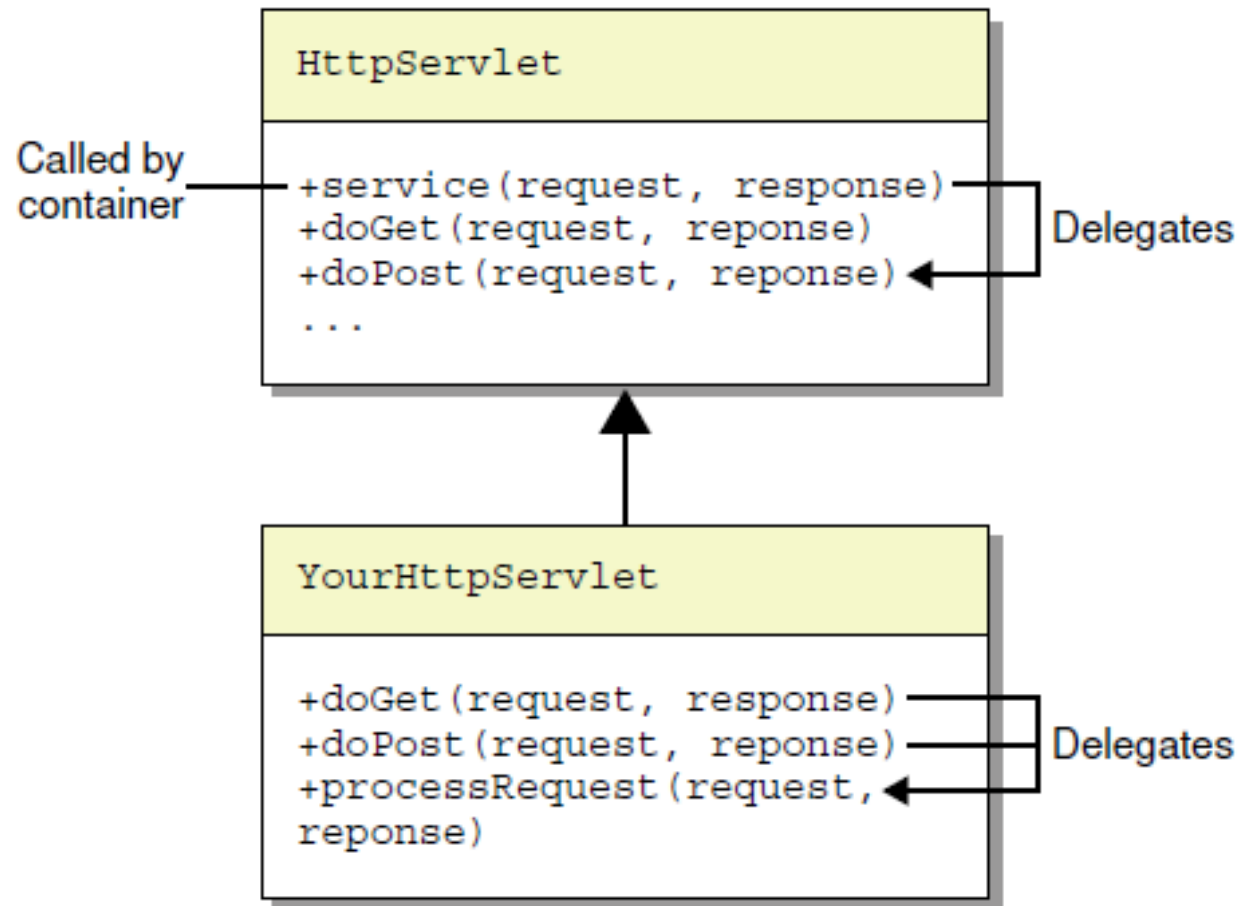 HttpServlet
Called by
container
+service(request, response)
+doGet(request, reponse)
+doPost(request, reponse)
...
Delegates
YourHttpServlet
+doGet(request, response)
+doPost(request, reponse)
+processRequest(request,
reponse)
Delegates